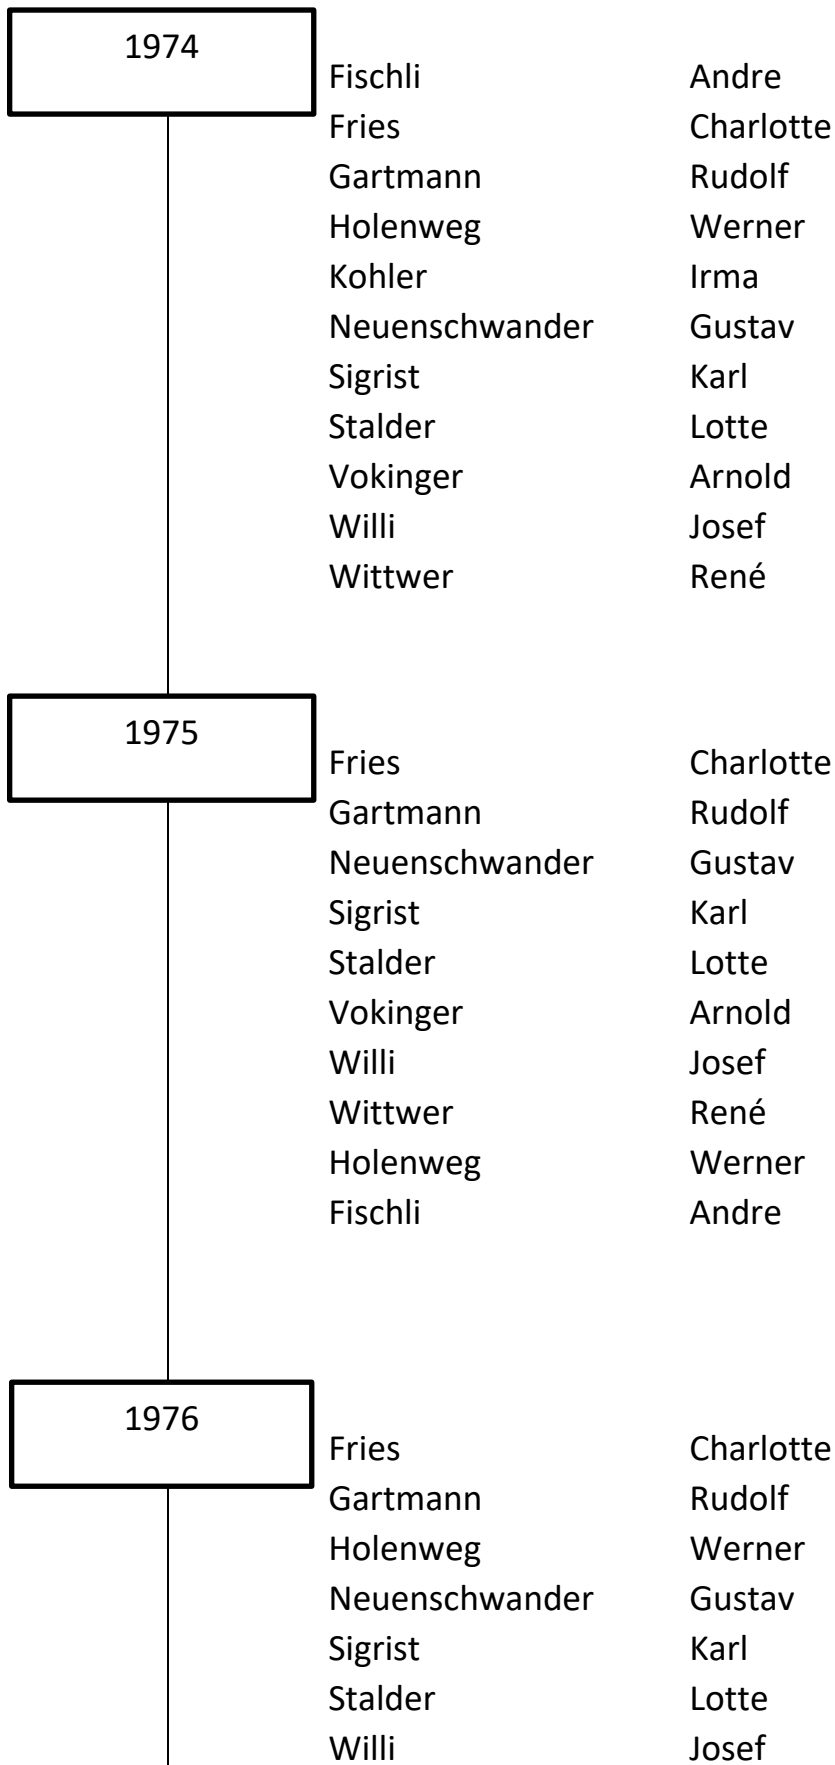 1974
Fischli Andre
Fries Charlotte
Gartmann Rudolf
Holenweg Werner
Kohler Irma
Neuenschwander Gustav
Sigrist Karl
Stalder Lotte
Vokinger Arnold
Willi Josef
Wittwer René
1975
Fries Charlotte
Gartmann Rudolf
Neuenschwander Gustav
Sigrist Karl
Stalder Lotte
Vokinger Arnold
Willi Josef
Wittwer René
Holenweg Werner
Fischli Andre
1976
Fries Charlotte
Gartmann Rudolf
Holenweg Werner
Neuenschwander Gustav
Sigrist Karl
Stalder Lotte
Willi Josef